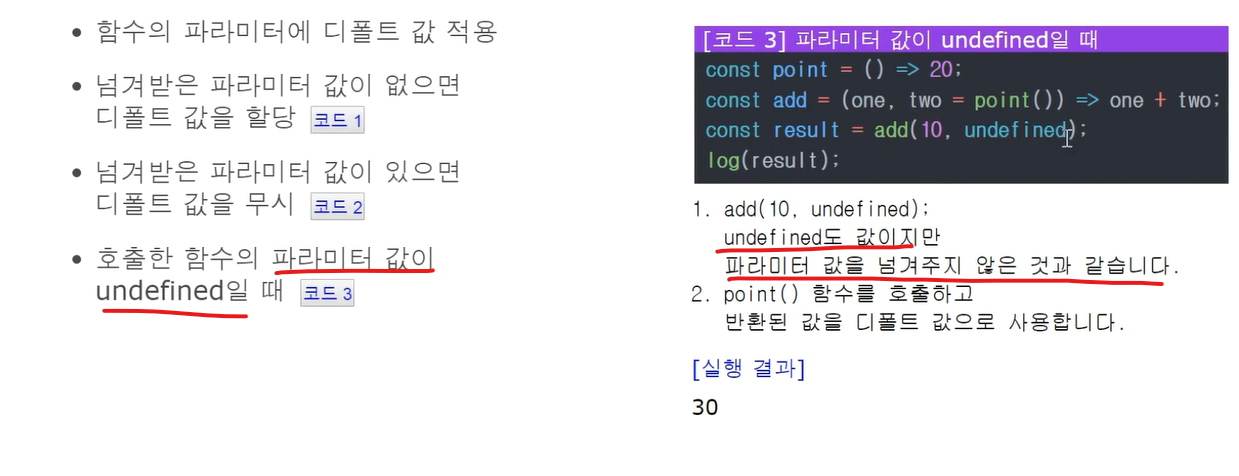 • 함수의 파라미터에 디폴트 값 적용
• 넘겨받은 파라미터 값이 없으면
디폴트 값을 할당 코드 1
• 넘겨받은 파라미터 값이 있으면
디폴트 값을 무시 코드 2
• 호출한 함수의 파라미터 값이
undefined일 때 코드 3
[코드 3] 파라미터 값이 undefined일 때
const point = () => 20;
const add = (one, two = point()) => one + two;
const result = add(10, undefined);
log(result);
1. add(10, undefined);
undefined도 값이지만
파라미터 값을 넘겨주지 않은 것과 같습니다.
2. point() 함수를 호출하고
반환된 값을 디폴트 값으로 사용합니다.
[실행 결과]
30